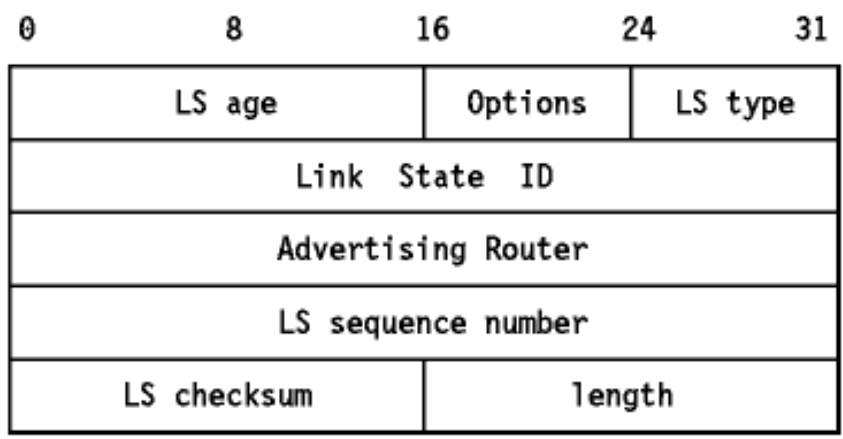 0 8 16 24 31
LS age Options LS type
Link State ID
Advertising Router
LS sequence number
LS checksum length